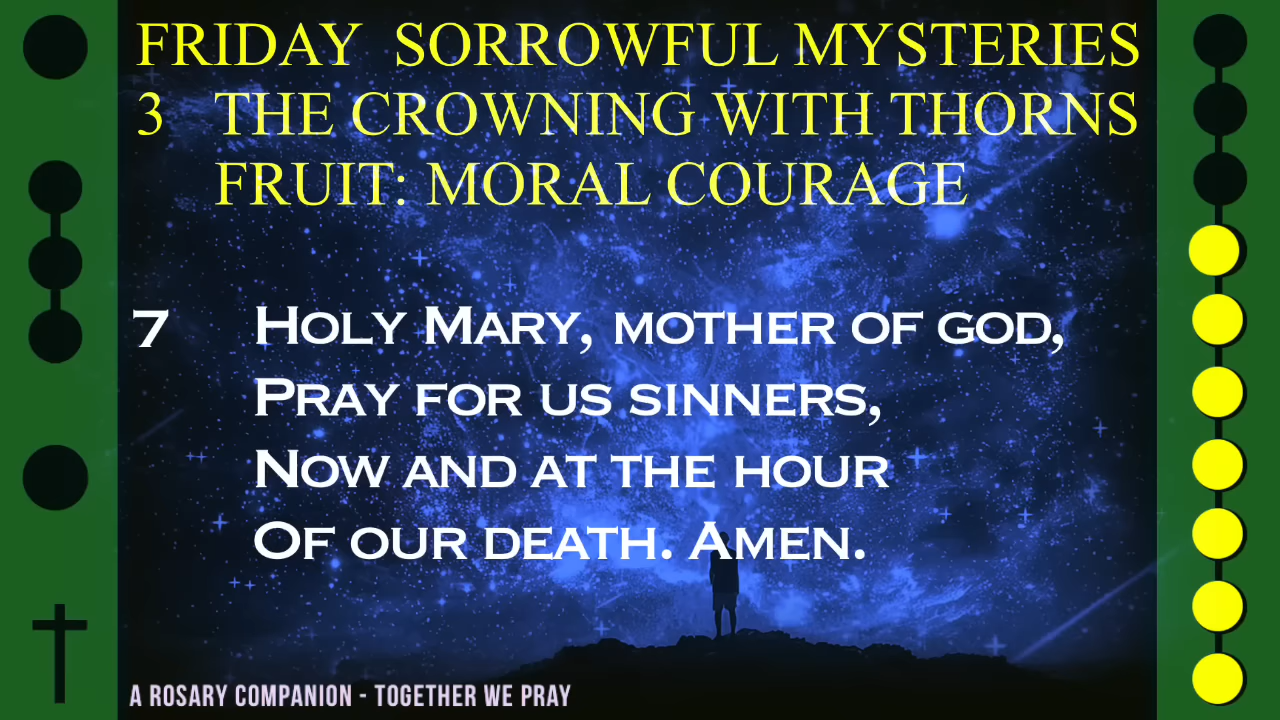 FRIDAY SORROWFUL MYSTERIES
3 THE CROWNING WITH THORNS
FRUIT: MORAL COURAGE
7 HOLY MARY, MOTHER OF GOD,
PRAY FOR US SINNERS,
NOW AND AT THE HOUR
OF OUR DEATH. AMEN.
A ROSARY COMPANION - TOGETHER WE PRAY